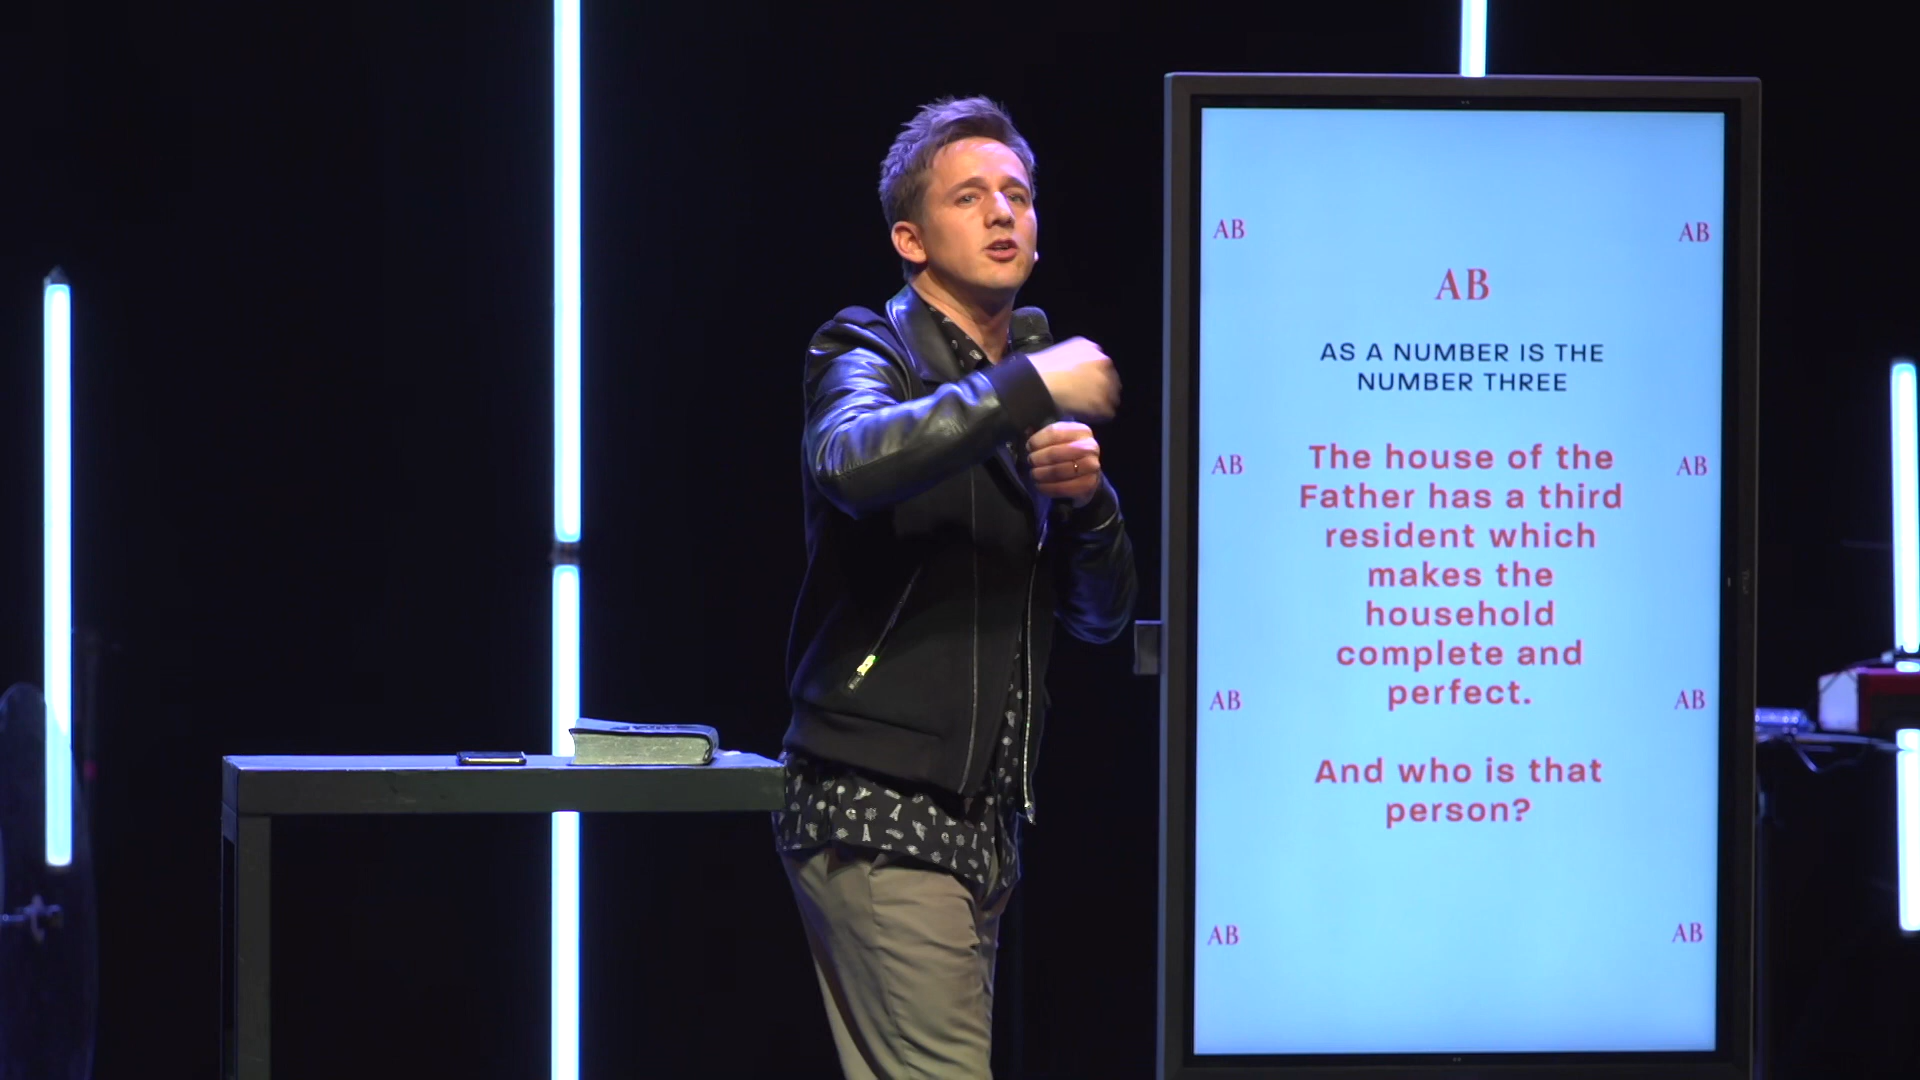 AB AB
AB
AS A NUMBER IS THE
NUMBER THREE
The house of the
AB AB
Father has a third
resident which
makes the
household
complete and
AB AB
perfect.
And who is that
person?
AB AB